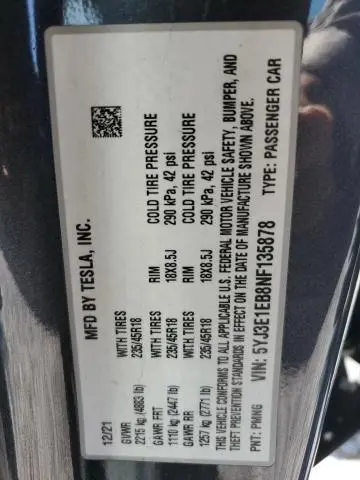 MFD BY TESLA, INC.
12/21
GVWR WITH TIRES RIM COLD TIRE PRESSURE
2215 kg (4883 lb) 235/45R18 18X8.5J 290 kPa, 42 psi
GAWR FRT
1110 kg (2447 lb)
GAWR RR WITH TIRES RIM COLD TIRE PRESSURE
1257 kg (2771 lb) 235/45R18 18X8.5J 290 kPa, 42 psi
THIS VEHICLE CONFORMS TO ALL APPLICABLE U.S. FEDERAL MOTOR VEHICLE SAFETY, BUMPER, AND
THEFT PREVENTION STANDARDS IN EFFECT ON THE DATE OF MANUFACTURE SHOWN ABOVE.
PNT: PMNG VIN: 5YJ3E1EB8NF135878 TYPE: PASSENGER CAR